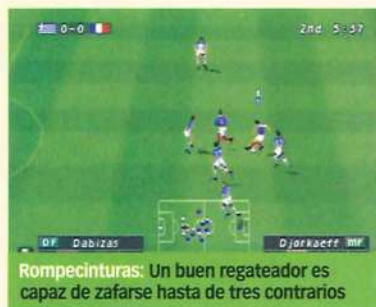 0-0
2nd 5:37
DF Dabizas
Djorkaeff MF
Rompecinturas: Un buen regateador es
capaz de zafarse hasta de tres contrarios